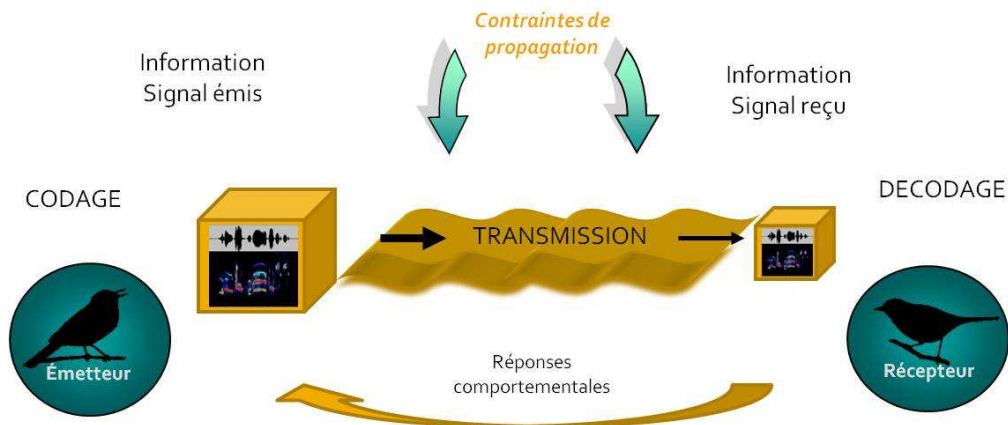 Contraintes de
propagation
Information
Signal émis
Information
Signal reçu
CODAGE
DECODAGE
TRANSMISSION
Émetteur
Récepteur
Réponses
comportementales